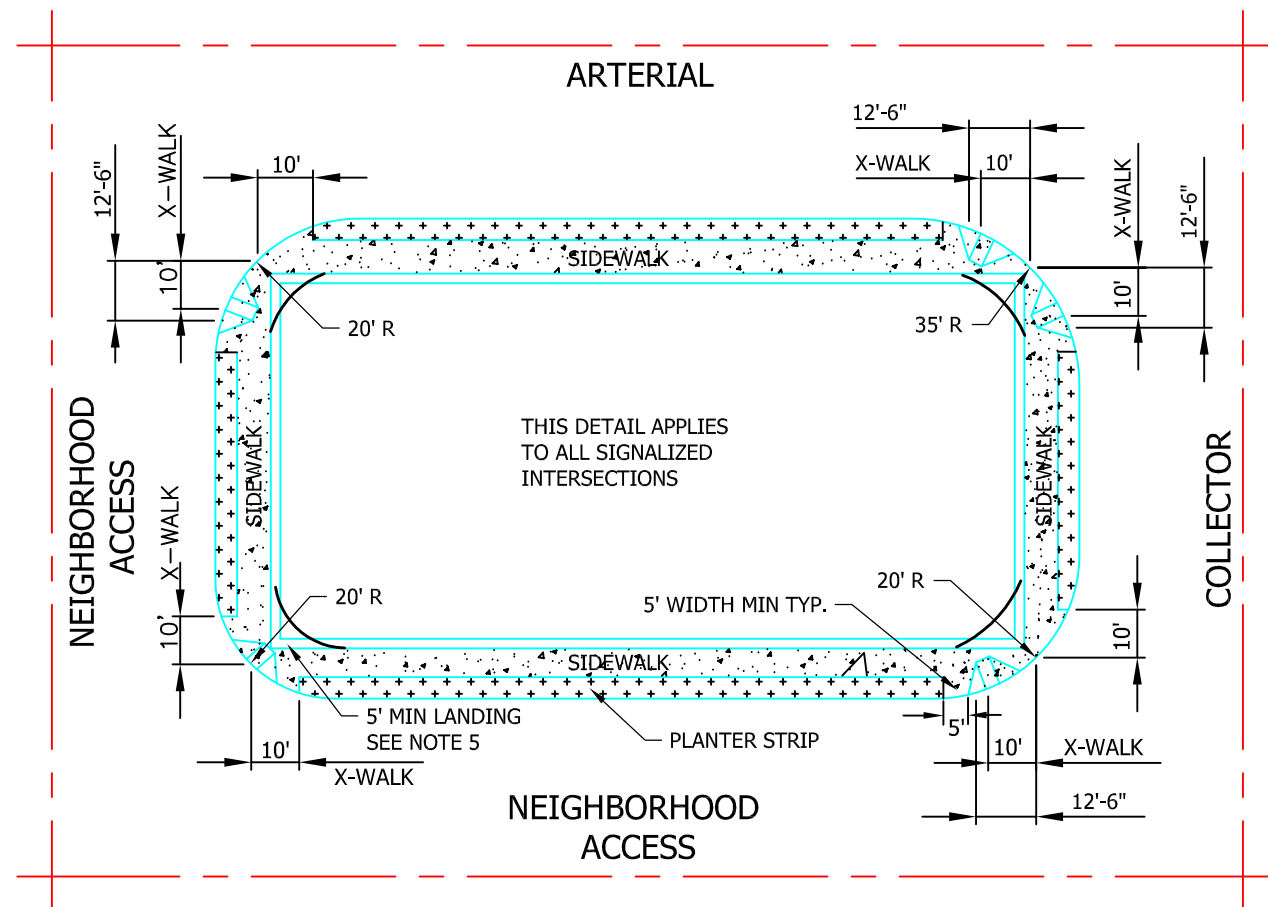 ARTERIAL
12'-6"
X-WALK
10'
X-WALK
12'-6"
10'
12'-6"
X-WALK
10'
10'
SIDEWALK
20' R
35' R
NEIGHBORHOOD
ACCESS
SIDEWALK
THIS DETAIL APPLIES
TO ALL SIGNALIZED
INTERSECTIONS
SIDEWALK
COLLECTOR
X-WALK
10'
20' R
5' WIDTH MIN TYP.
20' R
10'
SIDEWALK
5' MIN LANDING
SEE NOTE 5
PLANTER STRIP
5'
10'
X-WALK
10'
X-WALK
12'-6"
NEIGHBORHOOD
ACCESS